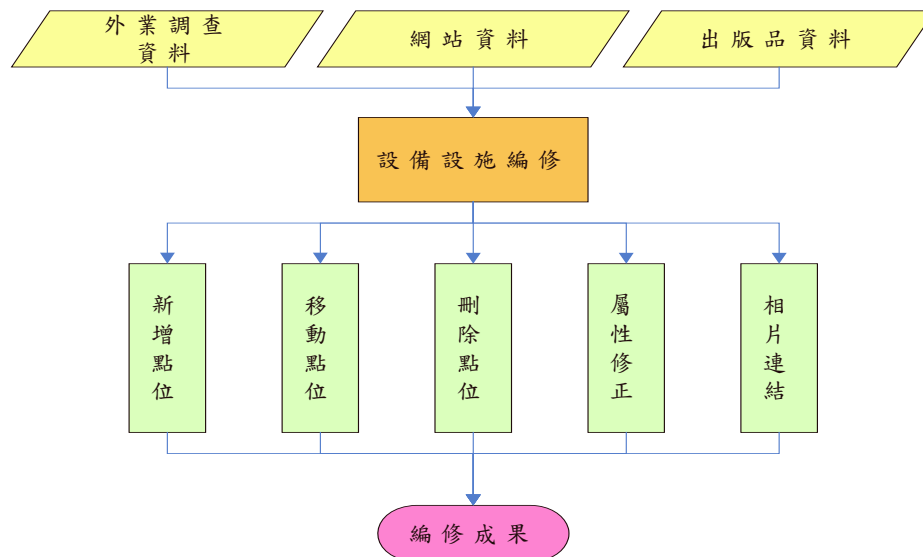 外業調查
資料
網站資料
出版品資料
設備設施編修
新增點位
移動點位
刪除點位
屬性修正
相片連結
編修成果